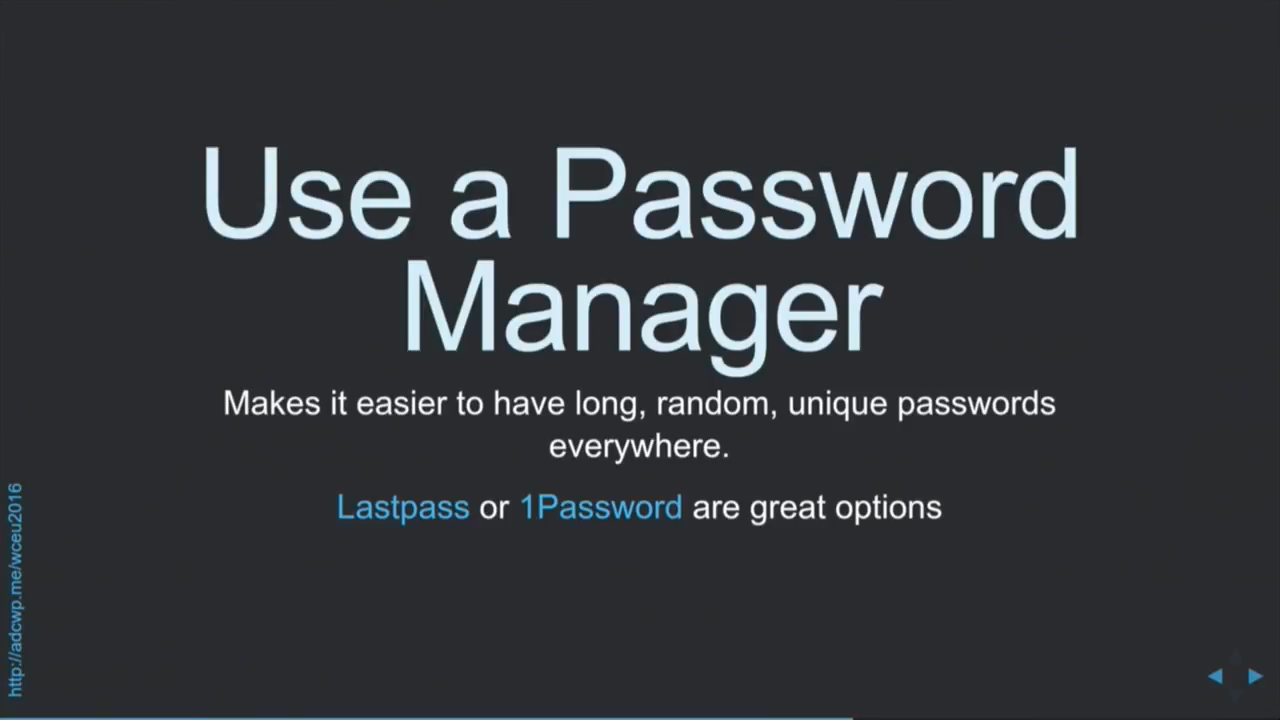 Use a Password
Manager
Makes it easier to have long, random, unique passwords
everywhere.
Lastpass or 1Password are great options
http://adcwp.me/wceu2016